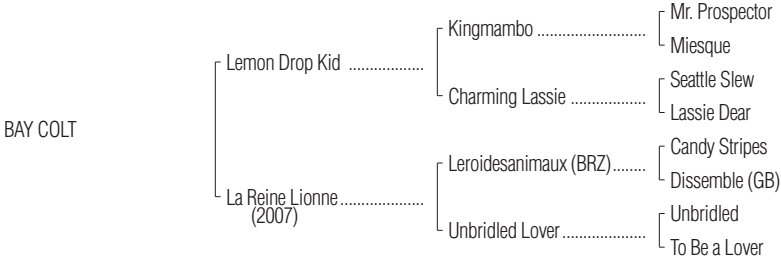 Mr. Prospector
Kingmambo ..........................
Miesque
Lemon Drop Kid ..................
Seattle Slew
Charming Lassie ..................
Lassie Dear
BAY COLT
Candy Stripes
Leroidesanimaux (BRZ)........
Dissemble (GB)
La Reine Lionne....................
(2007)
Unbridled
Unbridled Lover....................
To Be a Lover